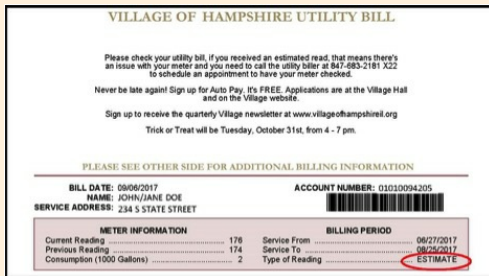 VILLAGE OF HAMPSHIRE UTILITY BILL
Please check your utility bill, if you received an estimated read, that means there's
an issue with your meter and you need to call the utility biller at 847-683-2181 X22
to schedule an appointment to have your meter checked.
Never be late again! Sign up for Auto Pay. It's FREE. Applications are at the Village Hall
and on the Village website.
Sign up to receive the quarterly Village newsletter at www.villageofhampshireil.org
Trick or Treat will be Tuesday, October 31st, from 4 - 7 pm.
PLEASE SEE OTHER SIDE FOR ADDITIONAL BILLING INFORMATION
BILL DATE: 09/06/2017
NAME: JOHN/JANE DOE
SERVICE ADDRESS: 234 S STATE STREET
ACCOUNT NUMBER: 01010094205
METER INFORMATION
Current Reading ........ 176
Previous Reading ........ 174
Consumption (1000 Gallons) ........ 2
BILLING PERIOD
Service From ........ 06/27/2017
Service To ........ 08/25/2017
Type of Reading ........ ESTIMATE